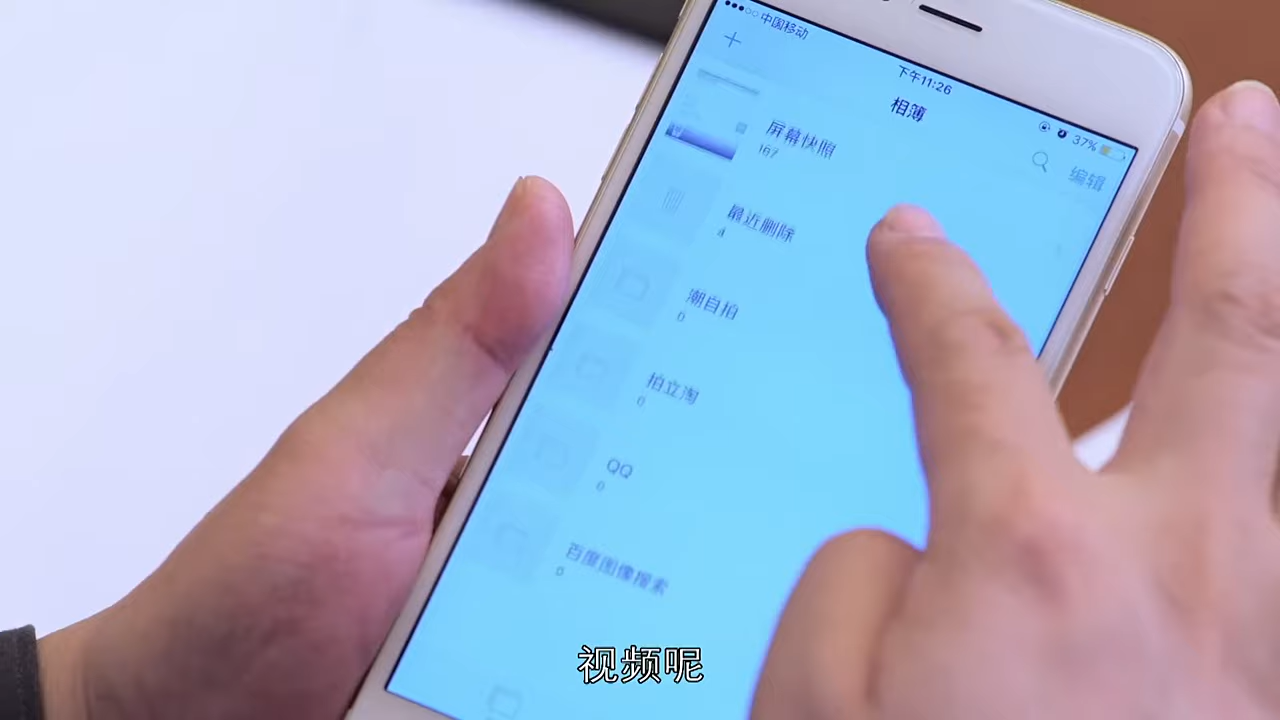 中国移动
下午11:26
37%
相簿
编辑
屏幕快照
167
最近删除
4
潮自拍
0
拍立淘
0
QQ
0
百度图像搜索
0
视频呢